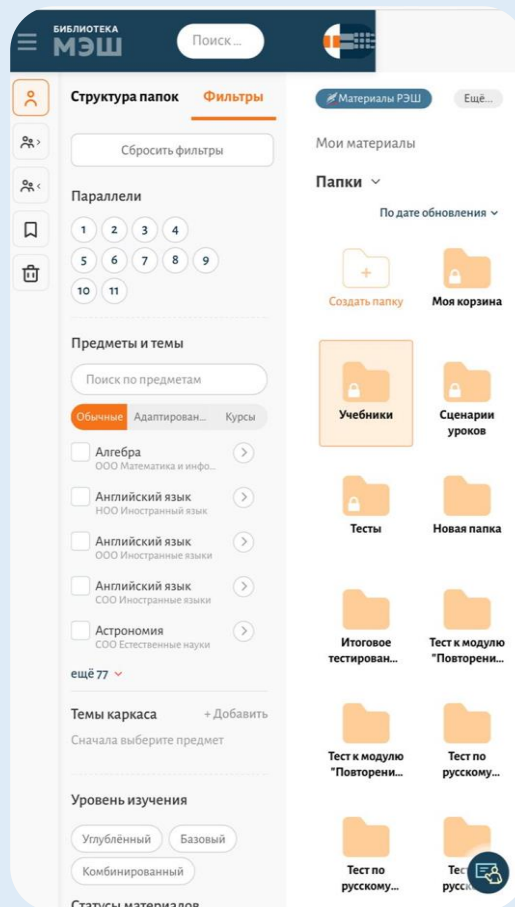 БИБЛИОТЕКА
МЭШ
Поиск ...
Структура папок
Фильтры
Сбросить фильтры
Параллели
1 2 3 4
5 6 7 8 9
10 11
Предметы и темы
Поиск по предметам
Обычные Адаптирован... Курсы
Алгебра
ООО Математика и инфо...
Английский язык
НОО Иностранный язык
Английский язык
ООО Иностранные языки
Английский язык
СОО Иностранные языки
Астрономия
СОО Естественные науки
ещё 77
Темы каркаса + Добавить
Сначала выберите предмет
Уровень изучения
Углублённый Базовый
Комбинированный
Статусы материалов
Материалы РЭШ Ещё...
Мои материалы
Папки
По дате обновления
Создать папку
Моя корзина
Учебники
Сценарии
уроков
Тесты
Новая папка
Итоговое
тестирован...
Тест к модулю
"Повторени...
Тест к модулю
"Повторени...
Тест по
русскому...
Тест по
русскому...